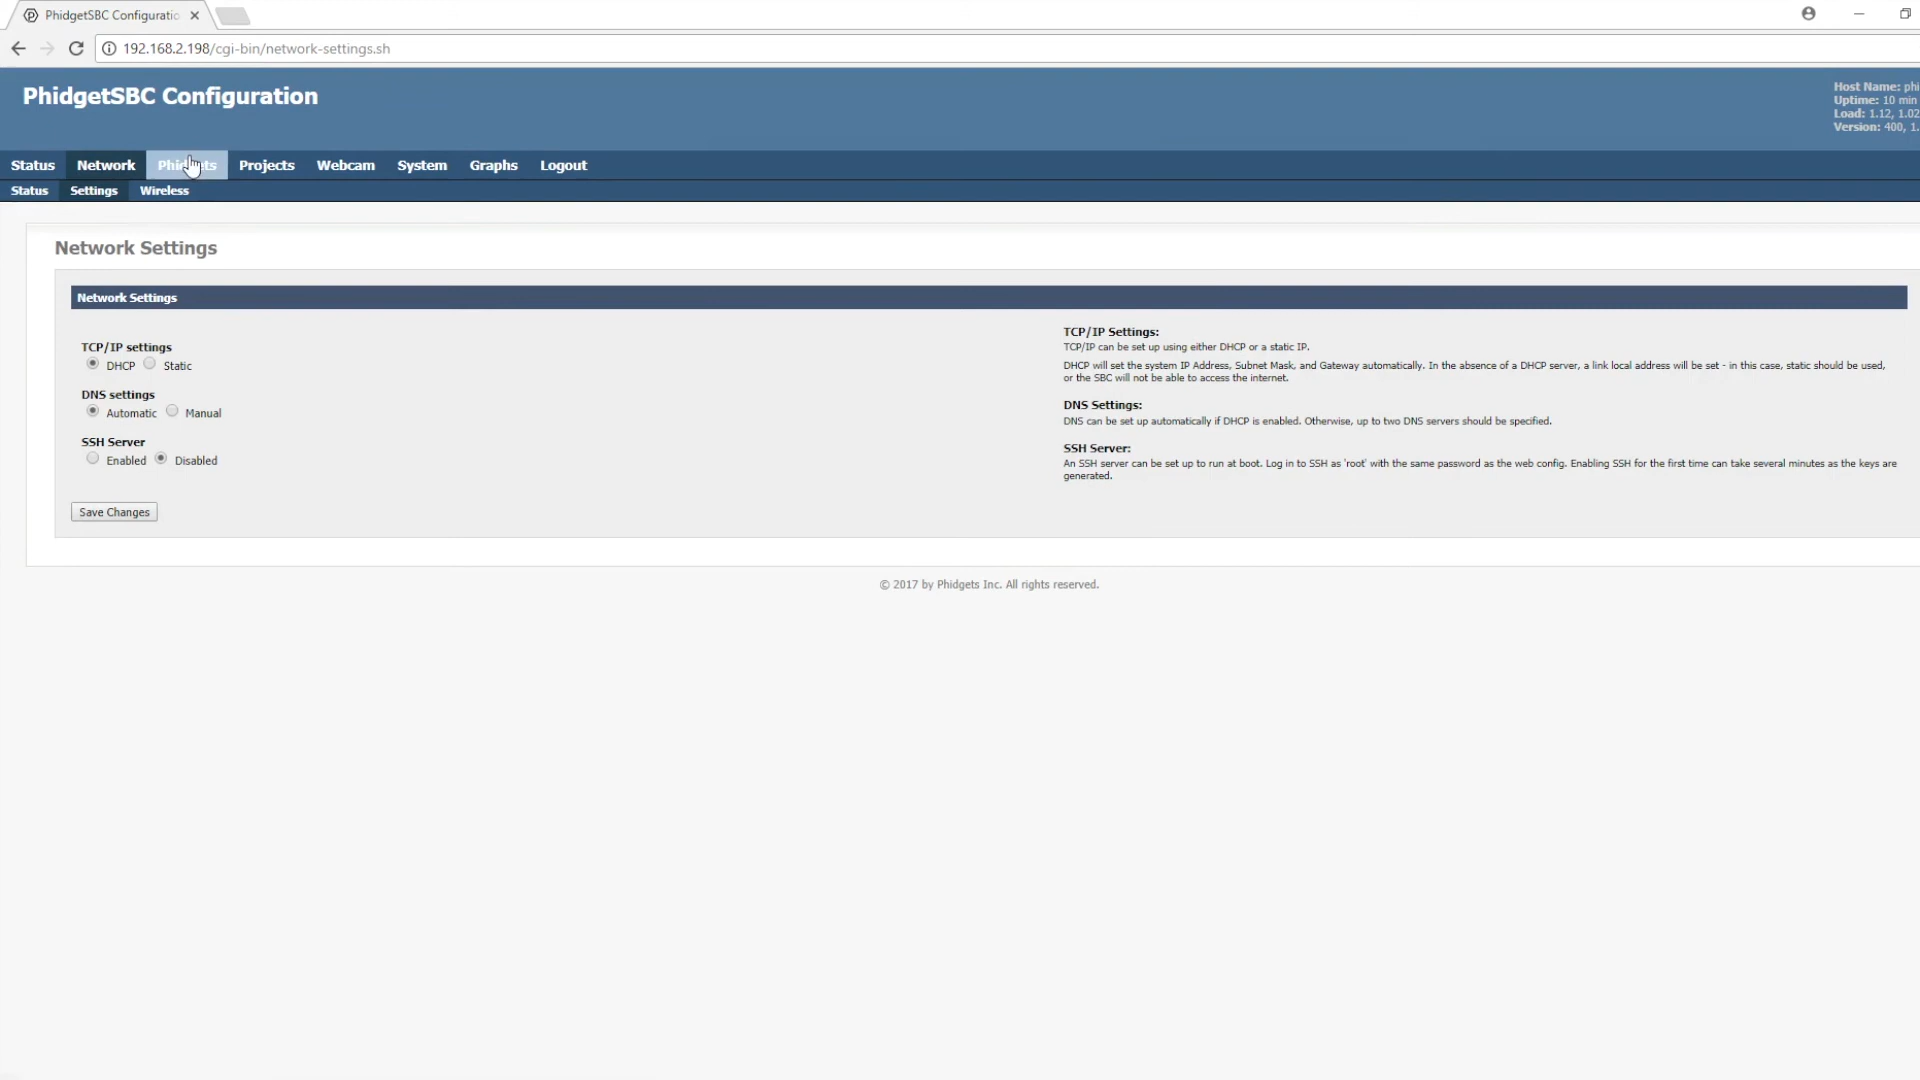 PhidgetSBC Configuratio
192.168.2.198/cgi-bin/network-settings.sh
PhidgetSBC Configuration
Host Name: phi
Uptime: 10 min
Load: 1.12, 1.02
Version: 400, 1.
Status Network Phidgets Projects Webcam System Graphs Logout
Status Settings Wireless
Network Settings
Network Settings
TCP/IP settings
DHCP Static
DNS settings
Automatic Manual
SSH Server
Enabled Disabled
Save Changes
TCP/IP Settings:
TCP/IP can be set up using either DHCP or a static IP.
DHCP will set the system IP Address, Subnet Mask, and Gateway automatically. In the absence of a DHCP server, a link local address will be set - in this case, static should be used,
or the SBC will not be able to access the internet.
DNS Settings:
DNS can be set up automatically if DHCP is enabled. Otherwise, up to two DNS servers should be specified.
SSH Server:
An SSH server can be set up to run at boot. Log in to SSH as 'root' with the same password as the web config. Enabling SSH for the first time can take several minutes as the keys are
generated.
© 2017 by Phidgets Inc. All rights reserved.